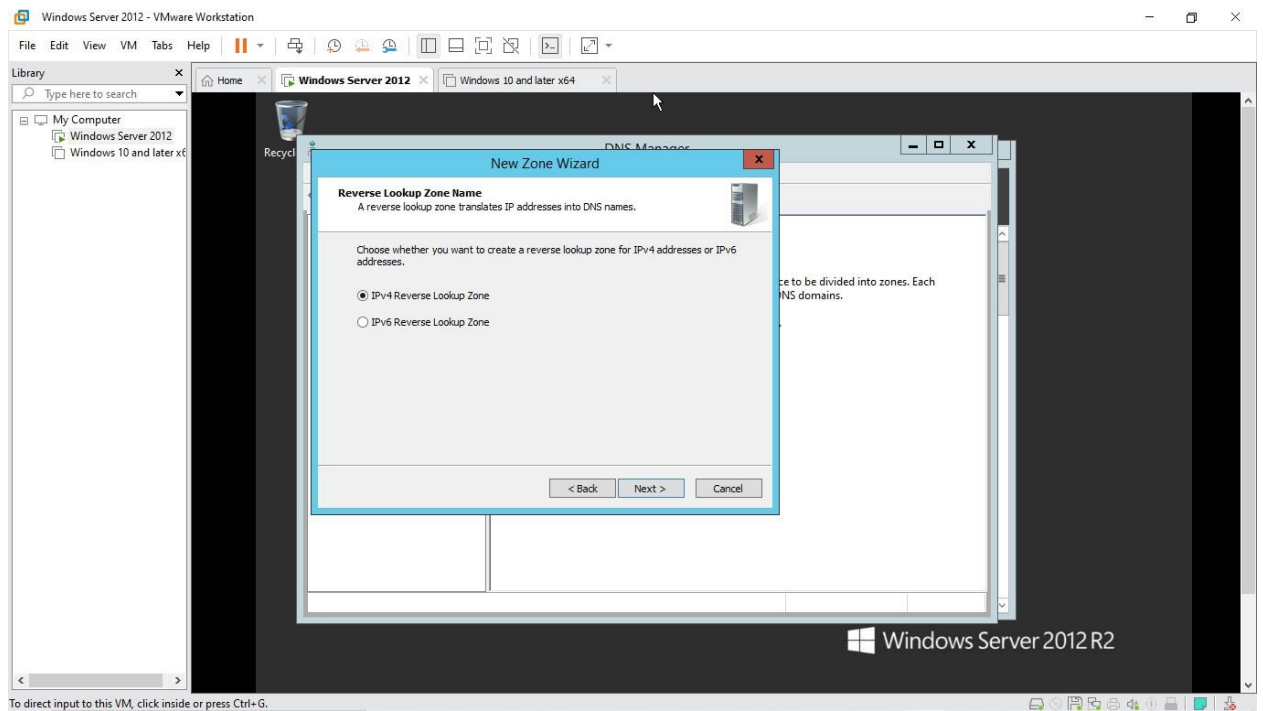 Windows Server 2012 - VMware Workstation
File Edit View VM Tabs Help
Library
Type here to search
My Computer
Windows Server 2012
Windows 10 and later x6
Home
Windows Server 2012
Windows 10 and later x64
Recycl
DNS Manager
New Zone Wizard
Reverse Lookup Zone Name
A reverse lookup zone translates IP addresses into DNS names.
Choose whether you want to create a reverse lookup zone for IPv4 addresses or IPv6
addresses.
IPv4 Reverse Lookup Zone
IPv6 Reverse Lookup Zone
< Back Next > Cancel
ce to be divided into zones. Each
NS domains.
Windows Server 2012 R2
To direct input to this VM, click inside or press Ctrl+G.